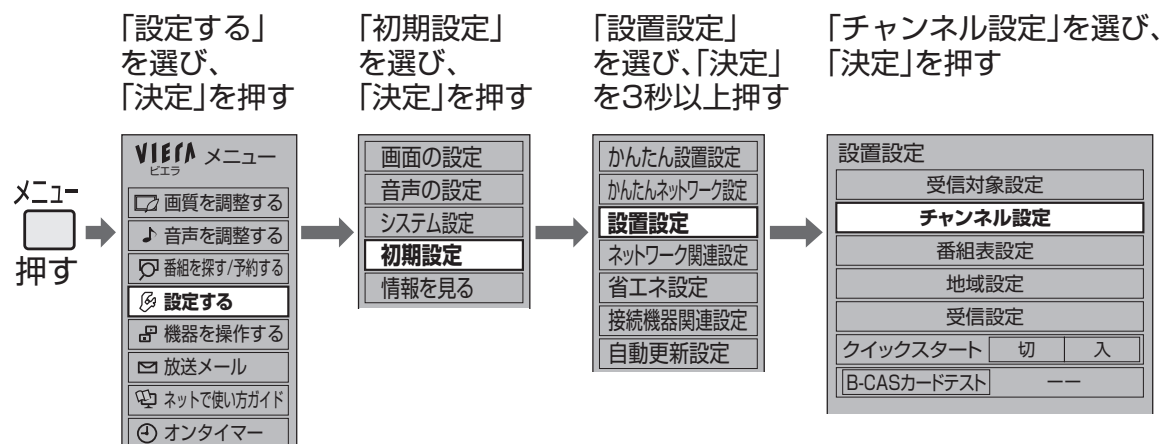 「設定する」
を選び、
「決定」を押す
「初期設定」
を選び、
「決定」を押す
「設置設定」
を選び、「決定」
を3秒以上押す
「チャンネル設定」を選び、
「決定」を押す
メニュー
押す
VIERA メニュー
ビエラ
画質を調整する
音声を調整する
番組を探す/予約する
設定する
機器を操作する
放送メール
ネットで使い方ガイド
オンタイマー
画面の設定
音声の設定
システム設定
初期設定
情報を見る
かんたん設置設定
かんたんネットワーク設定
設置設定
ネットワーク関連設定
省エネ設定
接続機器関連設定
自動更新設定
設置設定
受信対象設定
チャンネル設定
番組表設定
地域設定
受信設定
クイックスタート 切 入
B-CASカードテスト --